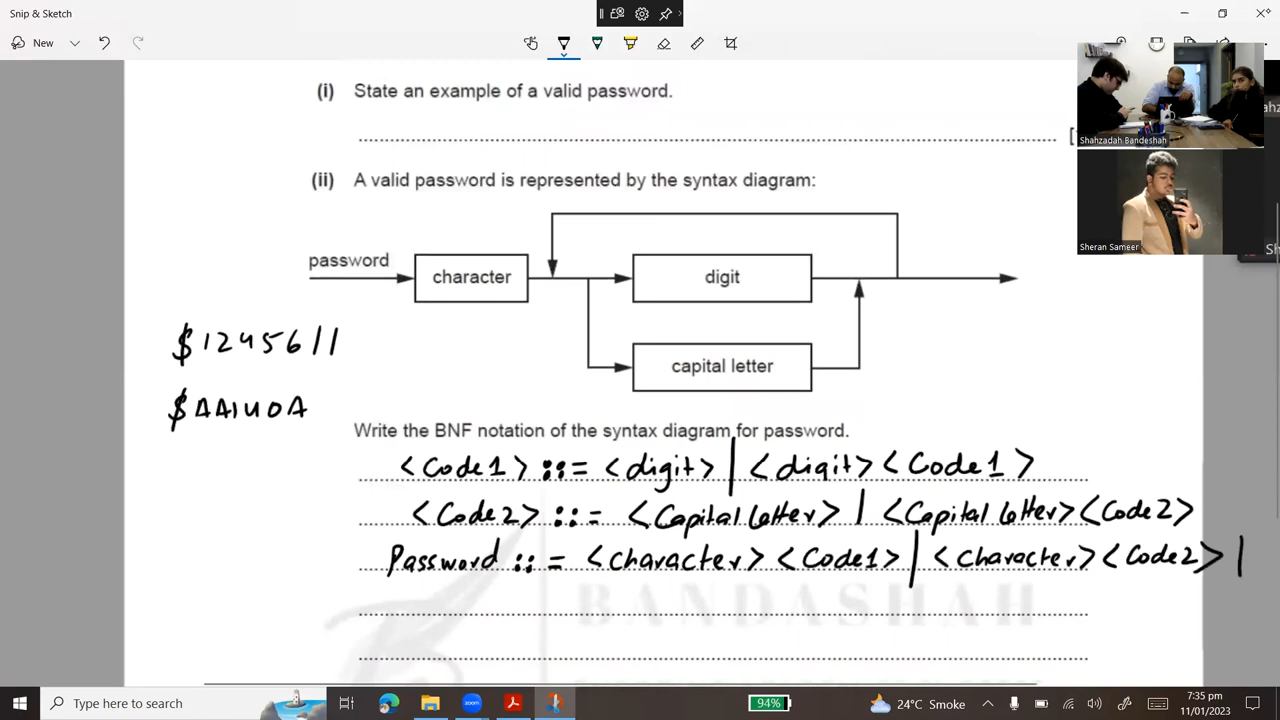 Snip & Sketch
New
(i) State an example of a valid password.
Shahzadah Bandeshah
(ii) A valid password is represented by the syntax diagram:
Sheran Sameer
password
character
digit
$1245611
capital letter
$AA140A
Write the BNF notation of the syntax diagram for password.
<Code1> ::= <digit> | <digit><Code1>
<Code2> ::= <Capital letter> | <Capital letter><Code2>
Password ::= <Character><Code1> | <Character><Code2> |
BANDASHAH
Type here to search
94%
24°C Smoke
7:35 pm
11/01/2023